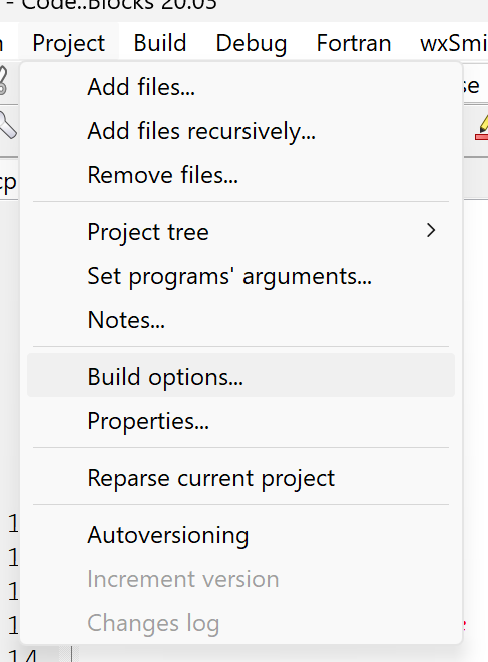 - Code::Blocks 20.03
Project Build Debug Fortran wxSmi
Add files...
Add files recursively...
Remove files...
Project tree
Set programs' arguments...
Notes...
Build options...
Properties...
Reparse current project
Autoversioning
Increment version
Changes log
14